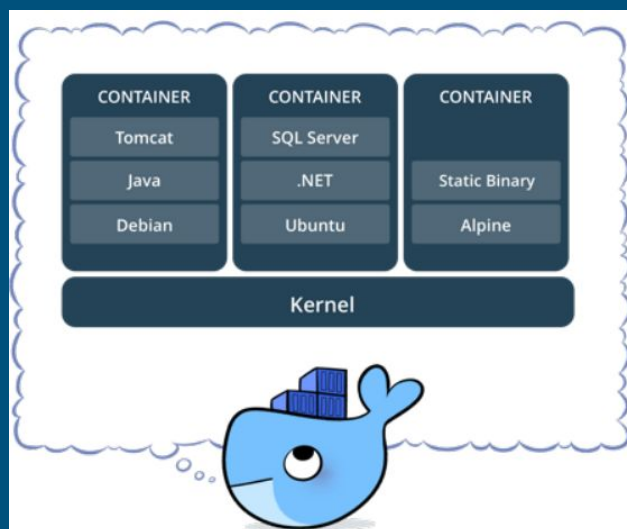 CONTAINER
Tomcat
Java
Debian
CONTAINER
SQL Server
.NET
Ubuntu
CONTAINER
Static Binary
Alpine
Kernel